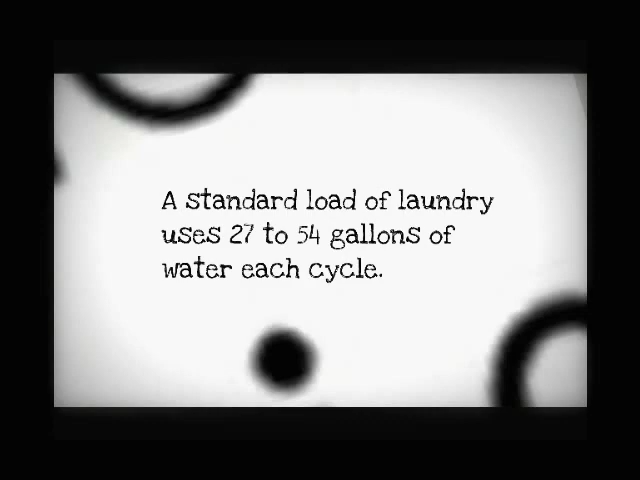 A standard load of laundry
uses 27 to 54 gallons of
water each cycle.